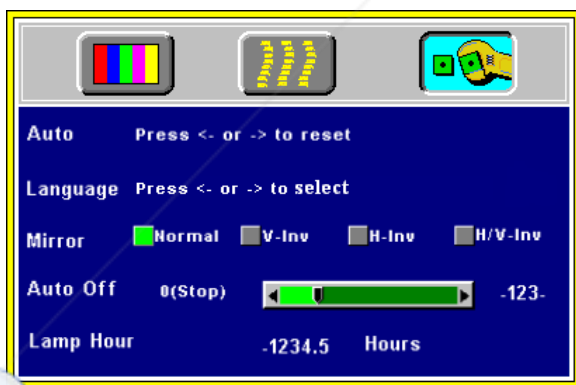 Auto Press <- or -> to reset
Language Press <- or -> to select
Mirror Normal V-Inv H-Inv H/V-Inv
Auto Off 0(Stop) -123-
Lamp Hour -1234.5 Hours